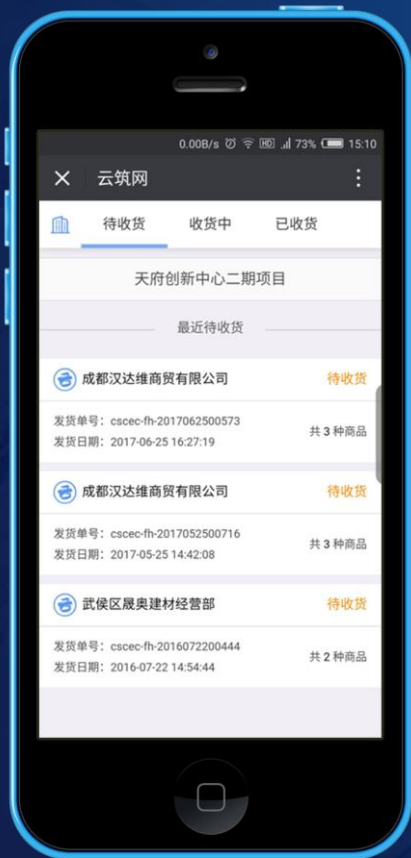 0.00B/s HD 73% 15:10
云筑网
待收货 收货中 已收货
天府创新中心二期项目
最近待收货
成都汉达维商贸有限公司 待收货
发货单号：cscec-fh-2017062500573
发货日期：2017-06-25 16:27:19
共 3 种商品
成都汉达维商贸有限公司 待收货
发货单号：cscec-fh-2017052500716
发货日期：2017-05-25 14:42:08
共 3 种商品
武侯区晟奥建材经营部 待收货
发货单号：cscec-fh-2016072200444
发货日期：2016-07-22 14:54:44
共 2 种商品